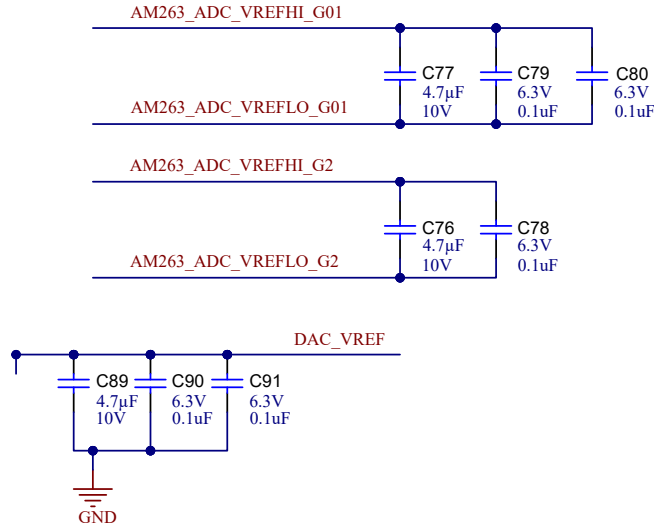 AM263_ADC_VREFHI_G01
C77
4.7µF
10V
C79
6.3V
0.1uF
C80
6.3V
0.1uF
AM263_ADC_VREFLO_G01
AM263_ADC_VREFHI_G2
C76
4.7µF
10V
C78
6.3V
0.1uF
AM263_ADC_VREFLO_G2
DAC_VREF
C89
4.7µF
10V
C90
6.3V
0.1uF
C91
6.3V
0.1uF
GND